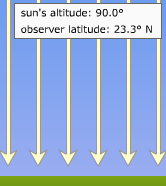 sun's altitude: 90.0°
observer latitude: 23.3° N